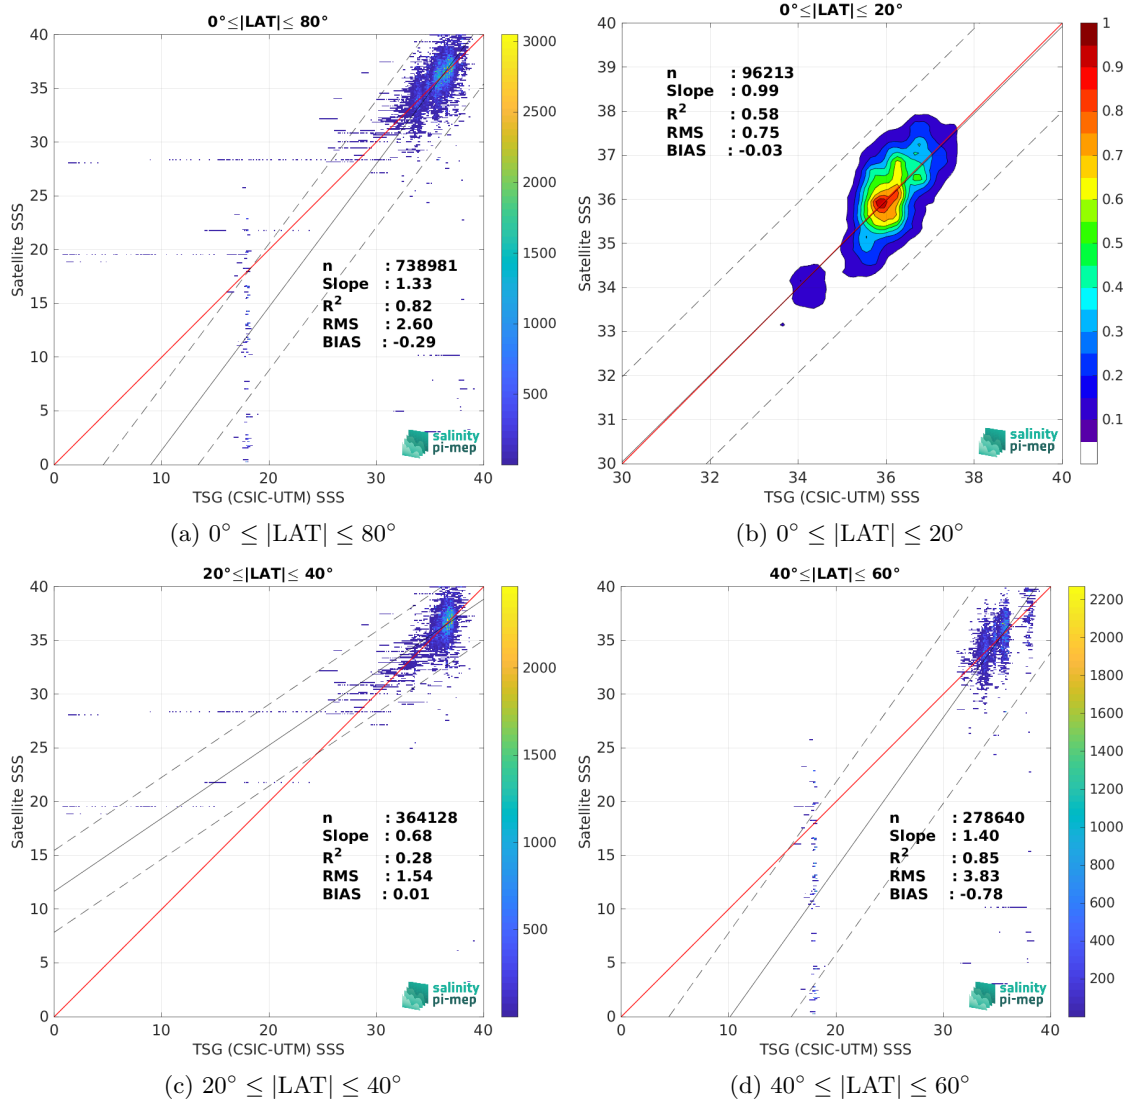 0°≤|LAT|≤ 80°
40
35
30
25
20
15
10
5
0
Satellite SSS
n : 738981
Slope : 1.33
R² : 0.82
RMS : 2.60
BIAS : -0.29
salinity
pi-mep
0 10 20 30 40
TSG (CSIC-UTM) SSS
3000
2500
2000
1500
1000
500
(a) 0° ≤ |LAT| ≤ 80°
0°≤|LAT|≤ 20°
40
39
38
37
36
35
34
33
32
31
30
Satellite SSS
n : 96213
Slope : 0.99
R² : 0.58
RMS : 0.75
BIAS : -0.03
salinity
pi-mep
30 32 34 36 38 40
TSG (CSIC-UTM) SSS
1
0.9
0.8
0.7
0.6
0.5
0.4
0.3
0.2
0.1
(b) 0° ≤ |LAT| ≤ 20°
20°≤|LAT|≤ 40°
40
35
30
25
20
15
10
5
0
Satellite SSS
n : 364128
Slope : 0.68
R² : 0.28
RMS : 1.54
BIAS : 0.01
salinity
pi-mep
0 10 20 30 40
TSG (CSIC-UTM) SSS
2000
1500
1000
500
(c) 20° ≤ |LAT| ≤ 40°
40°≤|LAT|≤ 60°
40
35
30
25
20
15
10
5
0
Satellite SSS
n : 278640
Slope : 1.40
R² : 0.85
RMS : 3.83
BIAS : -0.78
salinity
pi-mep
0 10 20 30 40
TSG (CSIC-UTM) SSS
2200
2000
1800
1600
1400
1200
1000
800
600
400
200
(d) 40° ≤ |LAT| ≤ 60°